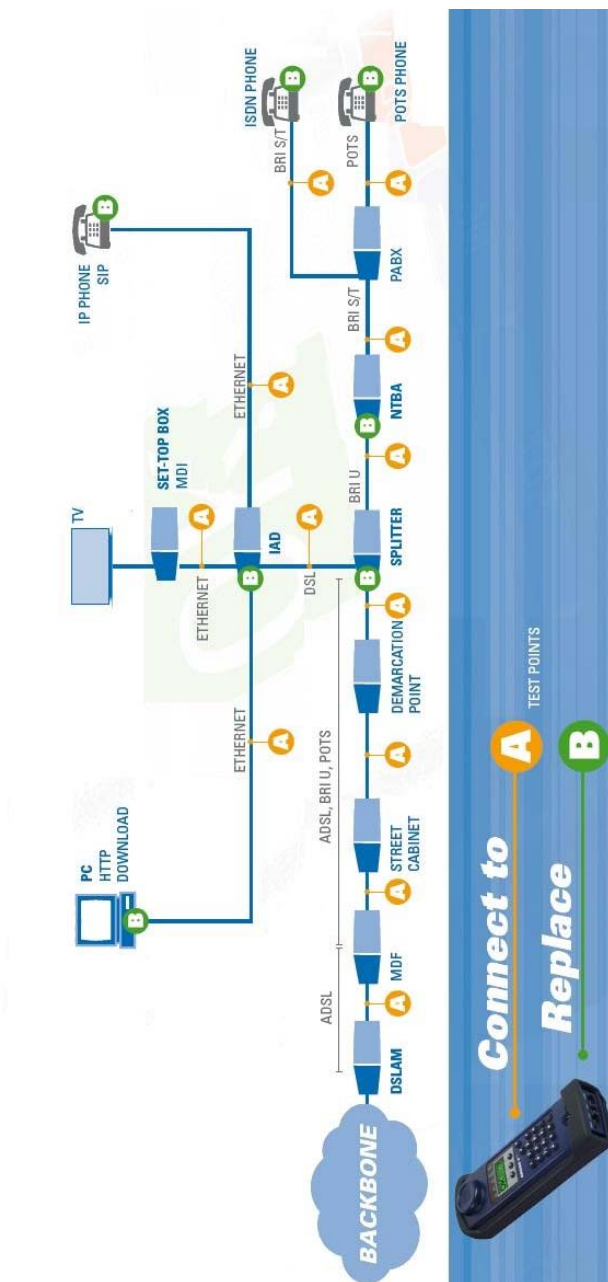 TV
SET-TOP BOX
MDI
IP PHONE
SIP
ISDN PHONE
POTS PHONE
B
B
B
BRI S/T
POTS
A
A
PC
HTTP
DOWNLOAD
B
ETHERNET
A
ETHERNET
A
ETHERNET
A
B
IAD
DSL
A
BACKBONE
DSLAM
ADSL
A
MDF
A
STREET
CABINET
ADSL, BRI U, POTS
A
DEMARCATION
POINT
A
B
SPLITTER
BRI U
A
B
NTBA
BRI S/T
A
PABX
Connect to
A
TEST POINTS
Replace
B